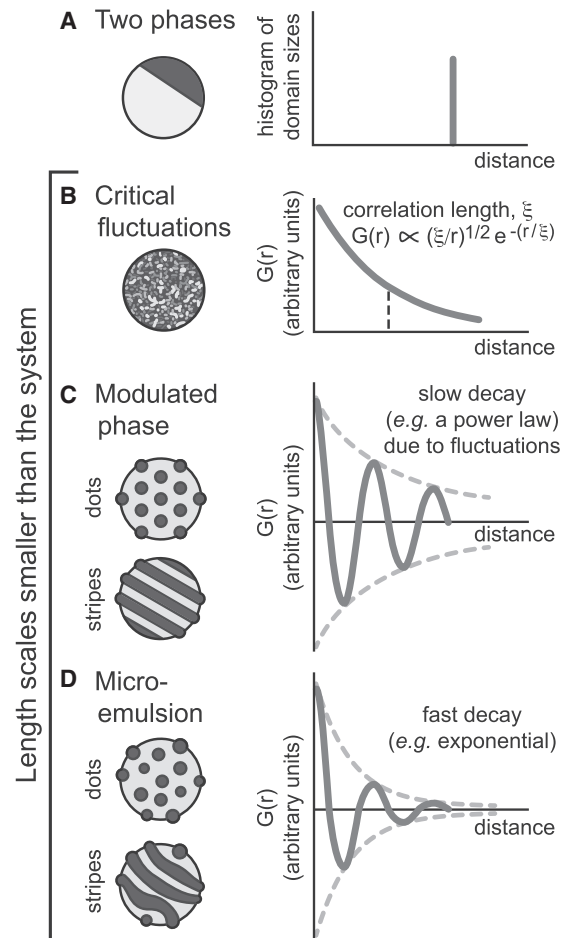 A Two phases
histogram of
domain sizes
distance
Length scales smaller than the system
B Critical
fluctuations
G(r)
(arbitrary units)
correlation length, ξ
G(r) ∝ (ξ/r)^1/2 e^-(r/ξ)
distance
C Modulated
phase
dots
stripes
G(r)
(arbitrary units)
slow decay
(e.g. a power law)
due to fluctuations
distance
D Micro-
emulsion
dots
stripes
G(r)
(arbitrary units)
fast decay
(e.g. exponential)
distance